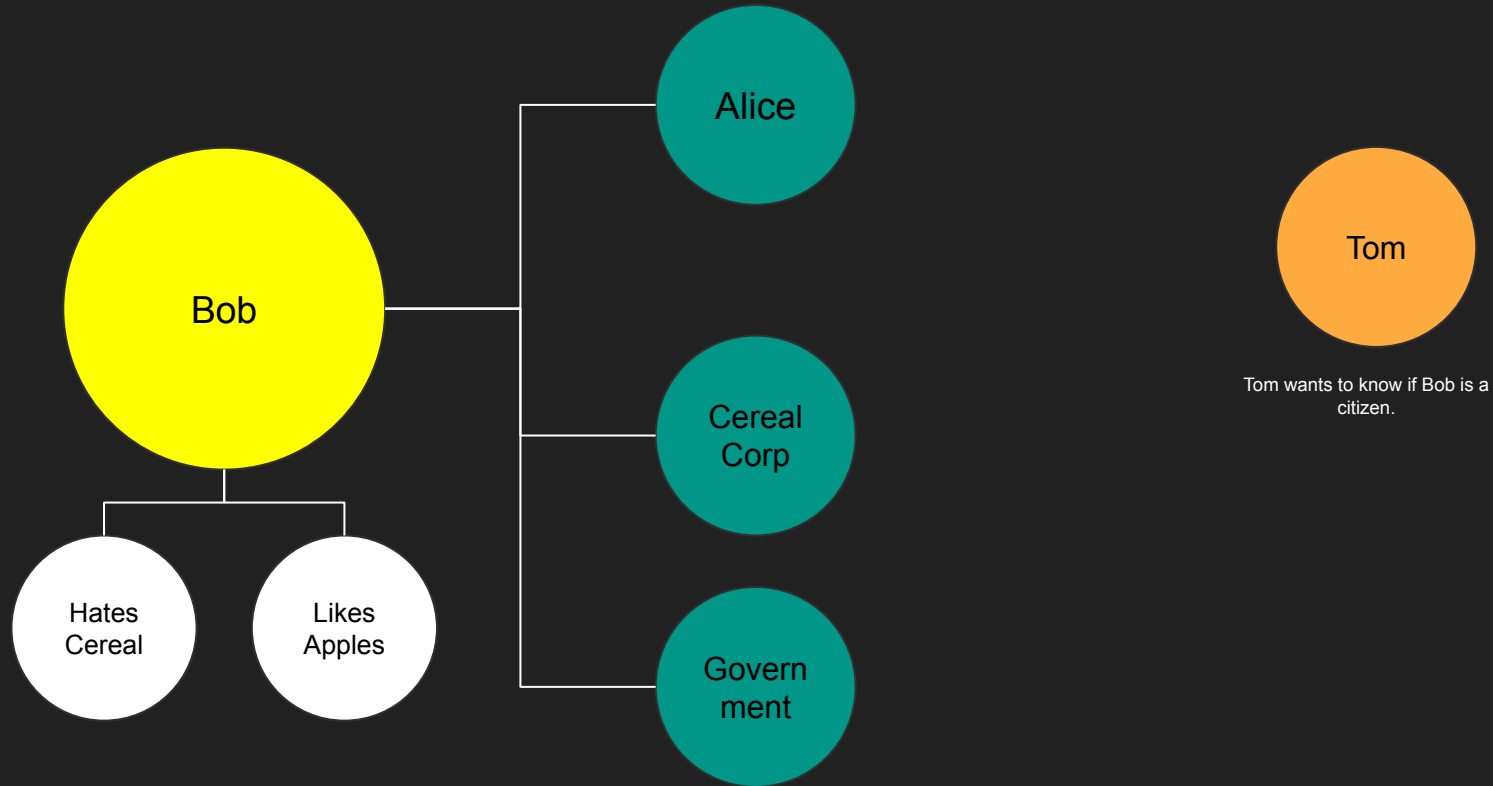 Alice
Bob
Tom
Tom wants to know if Bob is a
citizen.
Cereal
Corp
Hates
Cereal
Likes
Apples
Govern
ment